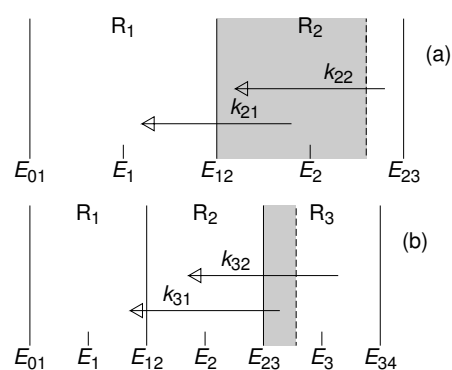 R1 R2
(a)
k22
k21
E01 E1 E12 E2 E23
R1 R2 R3
(b)
k32
k31
E01 E1 E12 E2 E23 E3 E34